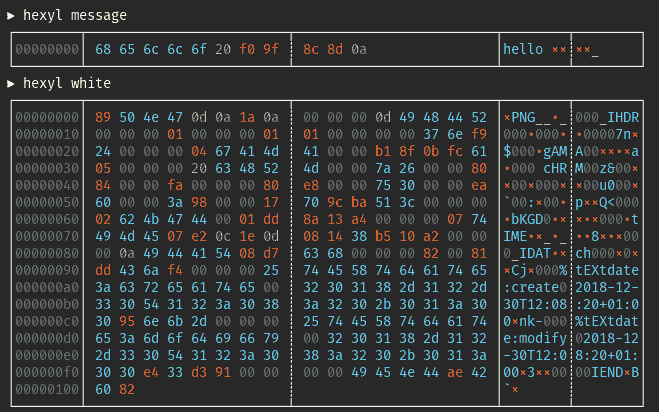 ▶ hexyl message
00000000 68 65 6c 6c 6f 20 f0 9f 8c 8d 0a hello ×× ××_
▶ hexyl white
00000000 89 50 4e 47 0d 0a 1a 0a 00 00 00 0d 49 48 44 52 ×PNG__•_ 000_IHDR
00000010 00 00 00 01 00 00 00 01 01 00 00 00 00 37 6e f9 000•000• •00007n×
00000020 24 00 00 00 04 67 41 4d 41 00 00 b1 8f 0b fc 61 $000•gAM A00××•×a
00000030 05 00 00 00 20 63 48 52 4d 00 00 7a 26 00 00 80 •000 cHR M00z&00×
00000040 84 00 00 fa 00 00 00 80 e8 00 00 75 30 00 00 ea ×00×000× ×00u000×
00000050 60 00 00 3a 98 00 00 17 70 9c ba 51 3c 00 00 00 `00:×00• p××Q<000
00000060 02 62 4b 47 44 00 01 dd 8a 13 a4 00 00 00 07 74 •bKGD0•× ×•×000•t
00000070 49 4d 45 07 e2 0c 1e 0d 08 14 38 b5 10 a2 00 00 IME•×_•_ ••8×•×00
00000080 00 0a 49 44 41 54 08 d7 63 68 00 00 00 82 00 81 0_IDAT•× ch000×0×
00000090 dd 43 6a f4 00 00 00 25 74 45 58 74 64 61 74 65 ×Cj×000% tEXtdate
000000a0 3a 63 72 65 61 74 65 00 32 30 31 38 2d 31 32 2d :create0 2018-12-
000000b0 33 30 54 31 32 3a 30 38 3a 32 30 2b 30 31 3a 30 30T12:08 :20+01:0
000000c0 30 95 6e 6b 2d 00 00 00 25 74 45 58 74 64 61 74 0×nk-000 %tEXtdat
000000d0 65 3a 6d 6f 64 69 66 79 00 32 30 31 38 2d 31 32 e:modify 02018-12
000000e0 2d 33 30 54 31 32 3a 30 38 3a 32 30 2b 30 31 3a -30T12:0 8:20+01:
000000f0 30 30 e4 33 d3 91 00 00 00 00 49 45 4e 44 ae 42 00×3××00 00IEND×B
00000100 60 82 `×